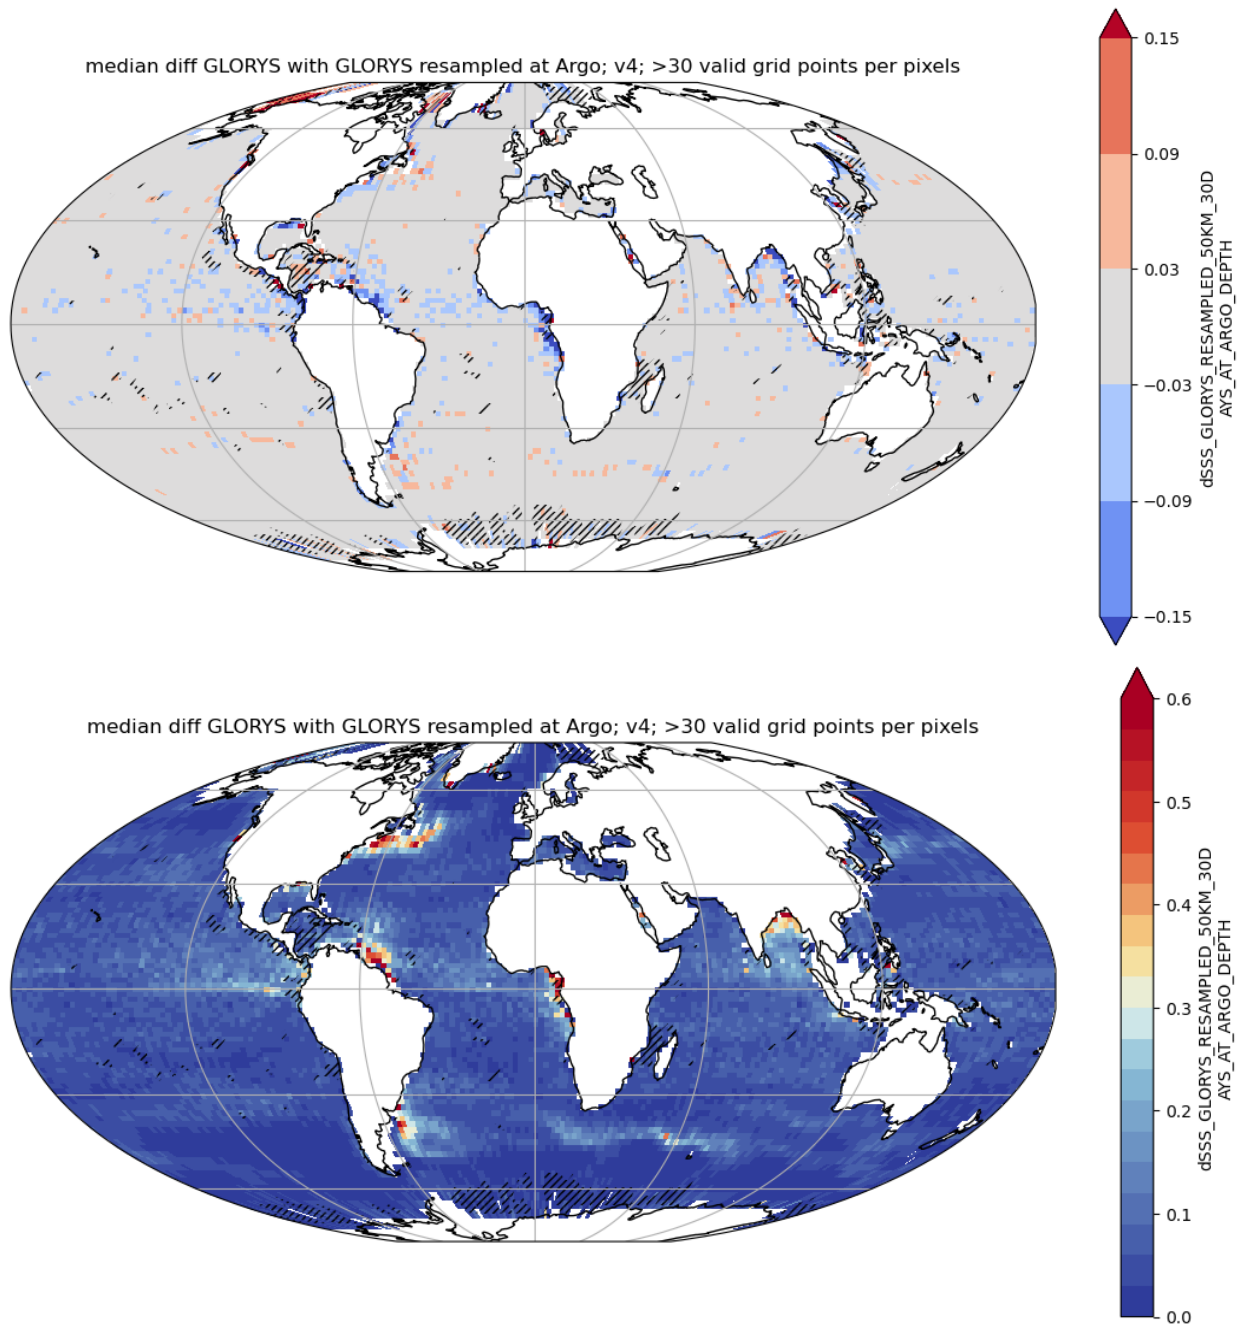 median diff GLORYS with GLORYS resampled at Argo; v4; >30 valid grid points per pixels
0.15
0.09
0.03
−0.03
−0.09
−0.15
dSSS_GLORYS_RESAMPLED_50KM_30D
AYS_AT_ARGO_DEPTH
median diff GLORYS with GLORYS resampled at Argo; v4; >30 valid grid points per pixels
0.6
0.5
0.4
0.3
0.2
0.1
0.0
dSSS_GLORYS_RESAMPLED_50KM_30D
AYS_AT_ARGO_DEPTH